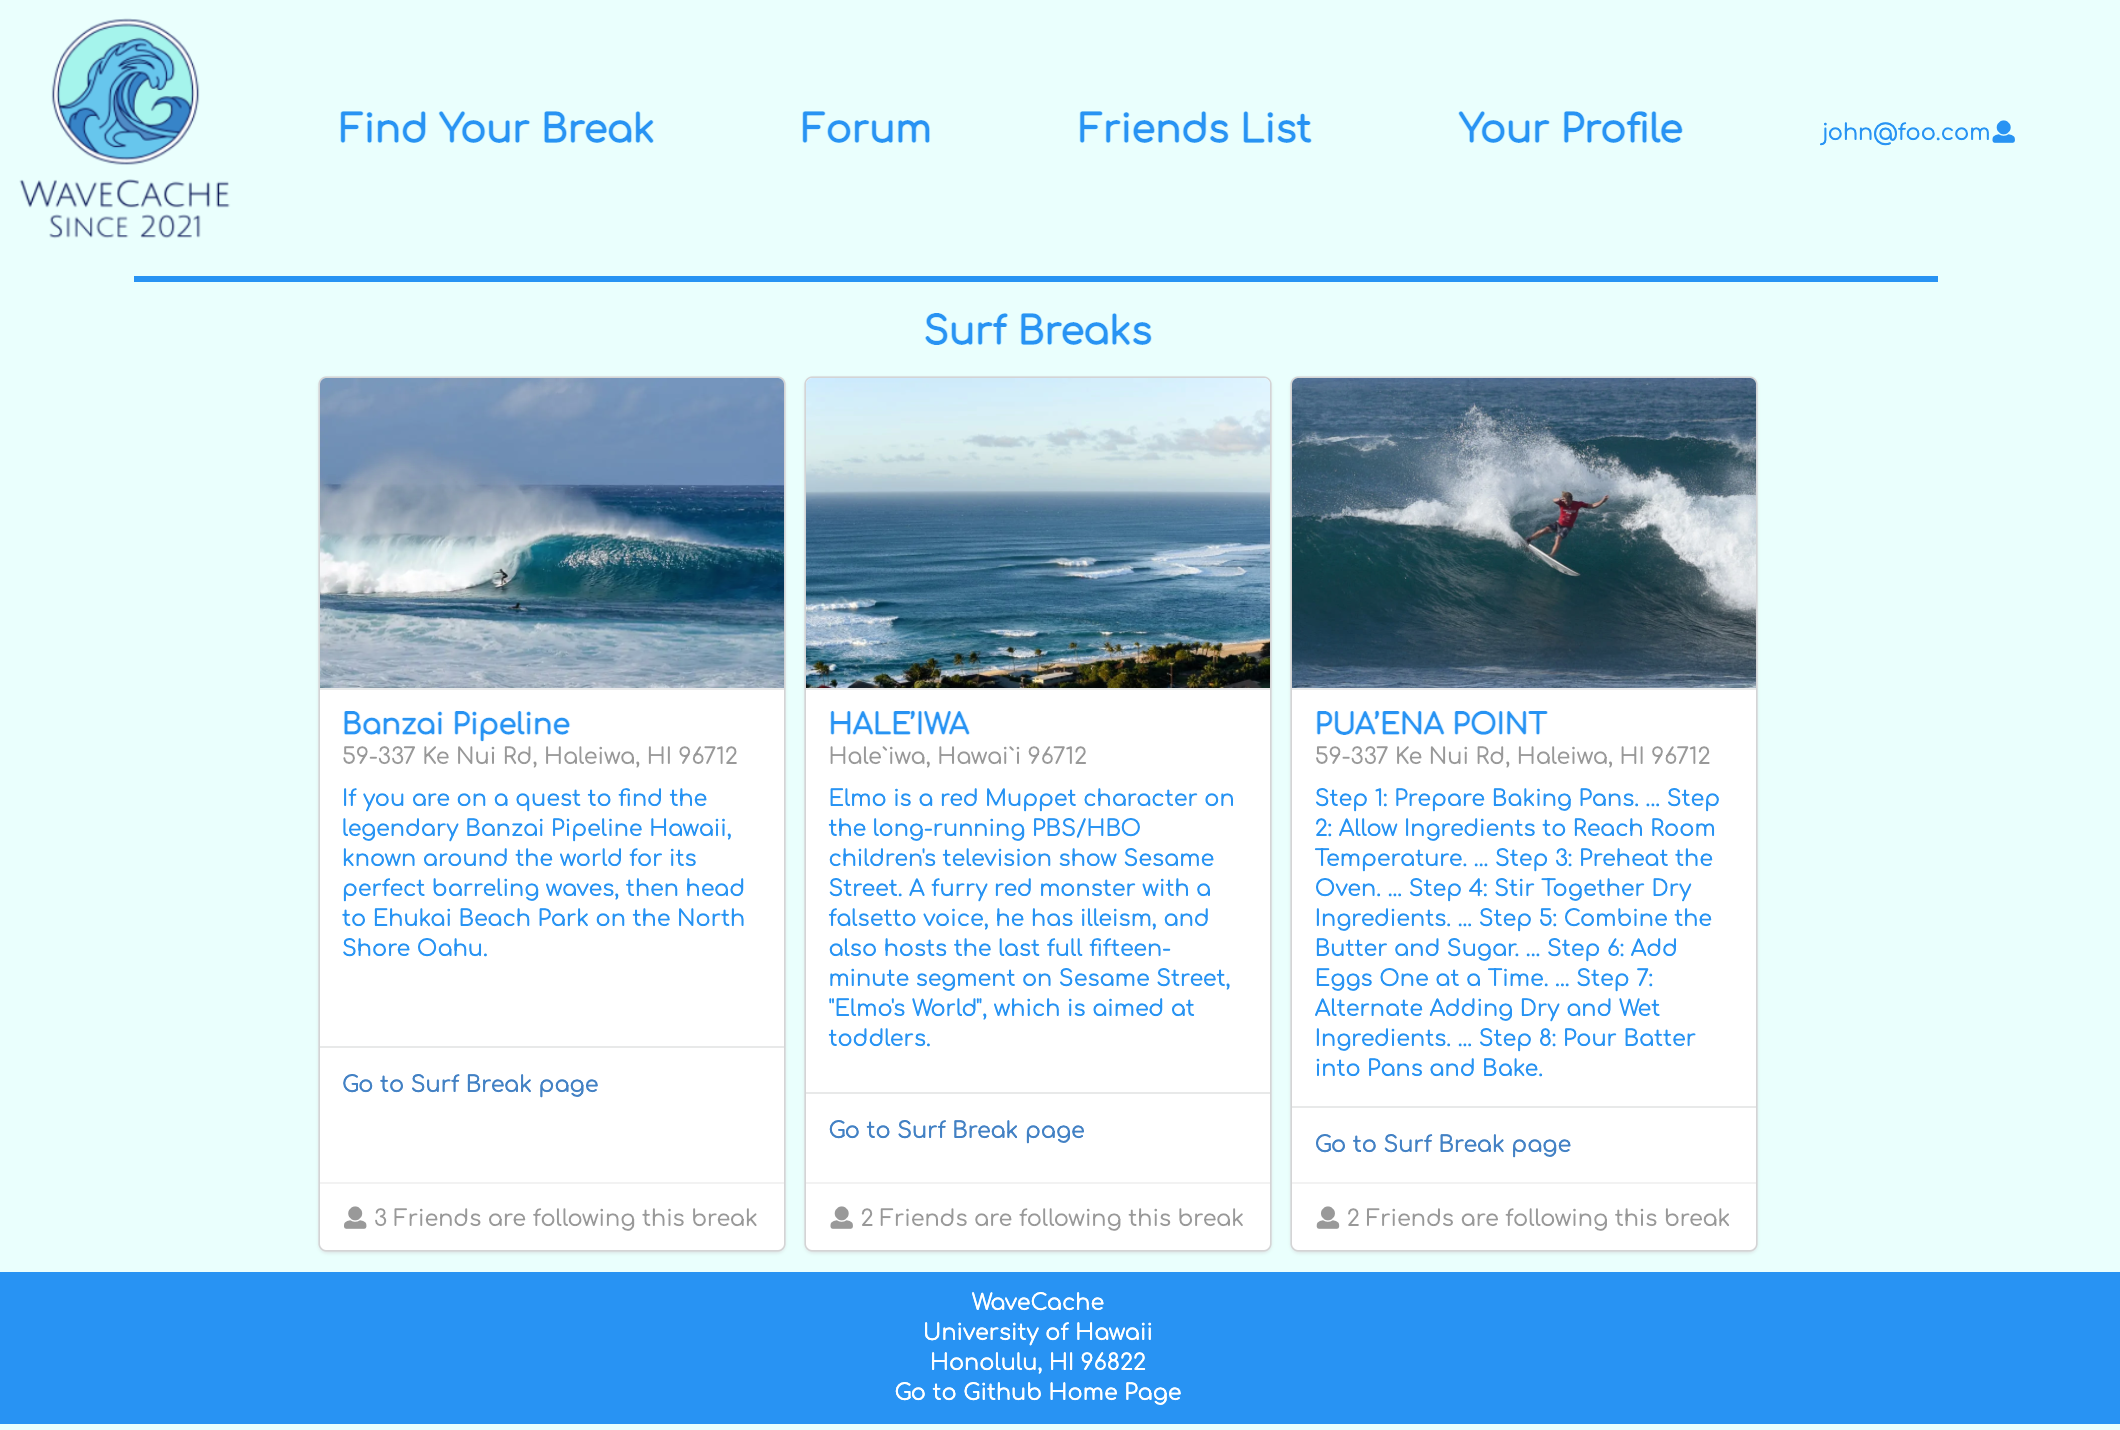 WAVECACHE
SINCE 2021
Find Your Break
Forum
Friends List
Your Profile
john@foo.com
Surf Breaks
Banzai Pipeline
59-337 Ke Nui Rd, Haleiwa, HI 96712
If you are on a quest to find the
legendary Banzai Pipeline Hawaii,
known around the world for its
perfect barreling waves, then head
to Ehukai Beach Park on the North
Shore Oahu.
Go to Surf Break page
3 Friends are following this break
HALE’IWA
Hale`iwa, Hawai`i 96712
Elmo is a red Muppet character on
the long-running PBS/HBO
children's television show Sesame
Street. A furry red monster with a
falsetto voice, he has illeism, and
also hosts the last full fifteen-
minute segment on Sesame Street,
"Elmo's World", which is aimed at
toddlers.
Go to Surf Break page
2 Friends are following this break
PUA’ENA POINT
59-337 Ke Nui Rd, Haleiwa, HI 96712
Step 1: Prepare Baking Pans. ... Step
2: Allow Ingredients to Reach Room
Temperature. ... Step 3: Preheat the
Oven. ... Step 4: Stir Together Dry
Ingredients. ... Step 5: Combine the
Butter and Sugar. ... Step 6: Add
Eggs One at a Time. ... Step 7:
Alternate Adding Dry and Wet
Ingredients. ... Step 8: Pour Batter
into Pans and Bake.
Go to Surf Break page
2 Friends are following this break
WaveCache
University of Hawaii
Honolulu, HI 96822
Go to Github Home Page